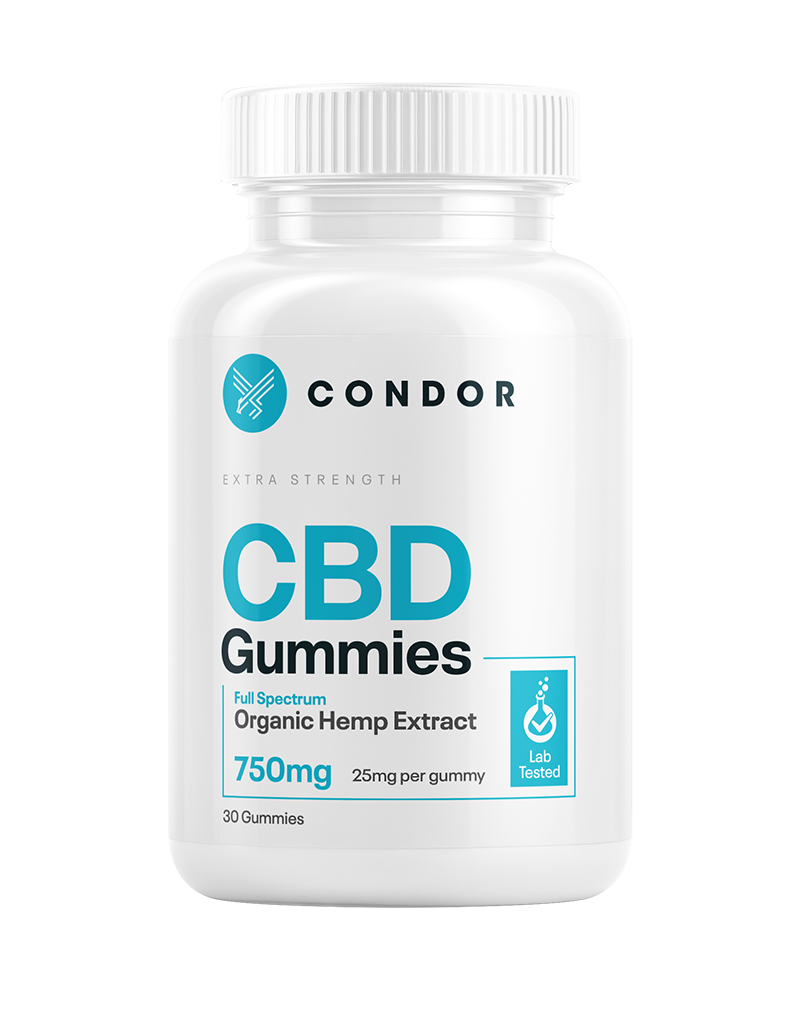 CONDOR
EXTRA STRENGTH
CBD
Gummies
Full Spectrum
Organic Hemp Extract
750mg 25mg per gummy
Lab
Tested
30 Gummies